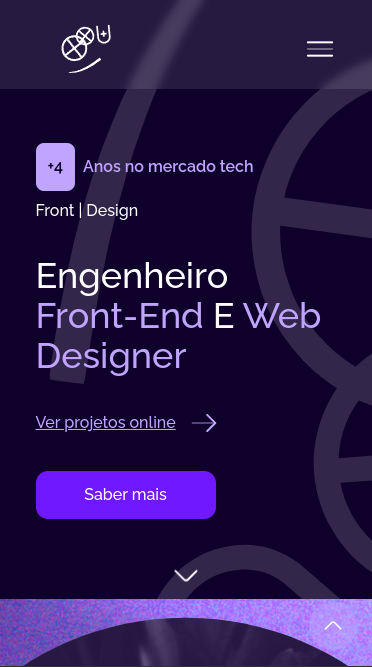 +4 Anos no mercado tech
Front | Design
Engenheiro
Front-End E Web
Designer
Ver projetos online
Saber mais